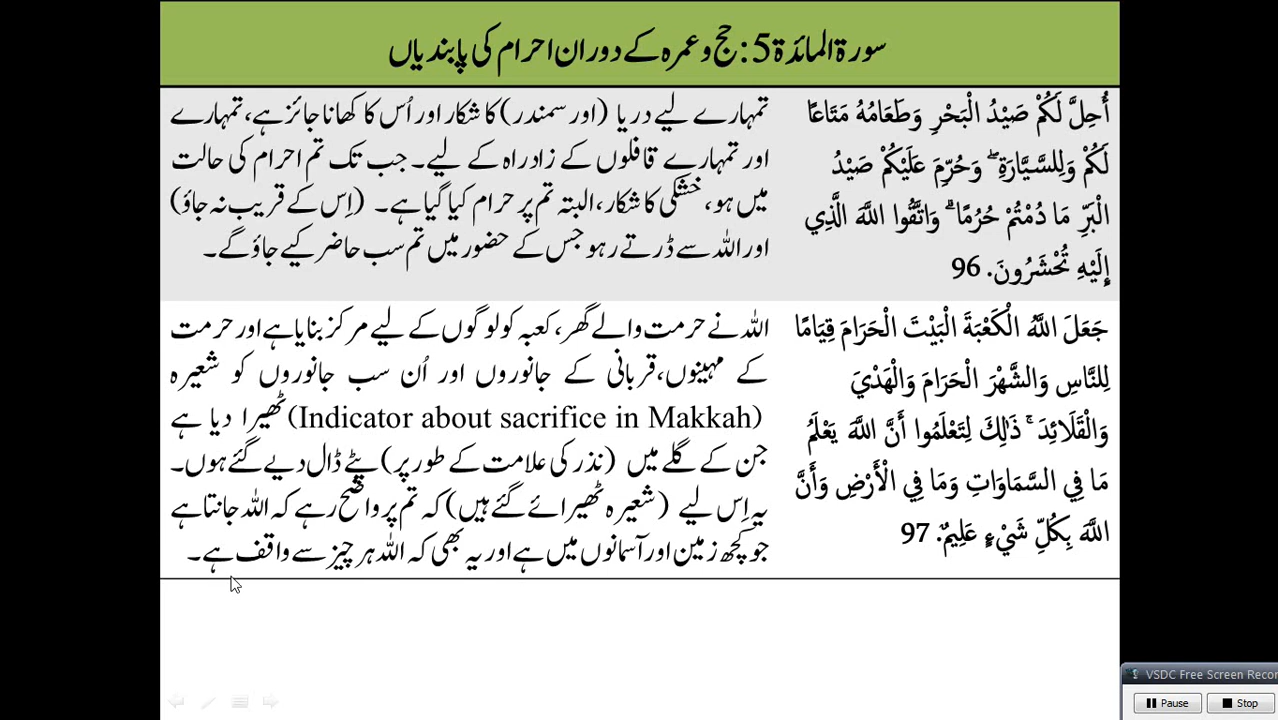 سورۃ المائدۃ 5: حج و عمرہ کے دوران احرام کی پابندیاں
أُحِلَّ لَكُمْ صَيْدُ الْبَحْرِ وَطَعَامُهُ مَتَاعًا
لَكُمْ وَلِلسَّيَّارَةِ ۖ وَحُرِّمَ عَلَيْكُمْ صَيْدُ
الْبَرِّ مَا دُمْتُمْ حُرُمًا ۗ وَاتَّقُوا اللَّهَ الَّذِي
إِلَيْهِ تُحْشَرُونَ. 96
تمہارے لیے دریا (اور سمندر) کا شکار اور اُس کا کھانا جائز ہے، تمہارے
اور تمہارے قافلوں کے زادراہ کے لیے۔ جب تک تم احرام کی حالت
میں ہو، خشکی کا شکار، البتہ تم پر حرام کیا گیا ہے۔ (اِس کے قریب نہ جاؤ)
اور اللہ سے ڈرتے رہو جس کے حضور میں تم سب حاضر کیے جاؤ گے۔
جَعَلَ اللَّهُ الْكَعْبَةَ الْبَيْتَ الْحَرَامَ قِيَامًا
لِلنَّاسِ وَالشَّهْرَ الْحَرَامَ وَالْهَدْيَ
وَالْقَلَائِدَ ۚ ذَٰلِكَ لِتَعْلَمُوا أَنَّ اللَّهَ يَعْلَمُ
مَا فِي السَّمَاوَاتِ وَمَا فِي الْأَرْضِ وَأَنَّ
اللَّهَ بِكُلِّ شَيْءٍ عَلِيمٌ. 97
اللہ نے حرمت والے گھر، کعبہ کو لوگوں کے لیے مرکز بنایا ہے اور حرمت
کے مہینوں، قربانی کے جانوروں اور اُن سب جانوروں کو شعیرہ
(Indicator about sacrifice in Makkah) ٹھیرا دیا ہے
جن کے گلے میں (نذر کی علامت کے طور پر) پٹے ڈال دیے گئے ہوں۔
یہ اِس لیے (شعیرہ ٹھیرائے گئے ہیں) کہ تم پر واضح رہے کہ اللہ جانتا ہے
جو کچھ زمین اور آسمانوں میں ہے اور یہ بھی کہ اللہ ہر چیز سے واقف ہے۔
VSDC Free Screen Recor
Pause
Stop